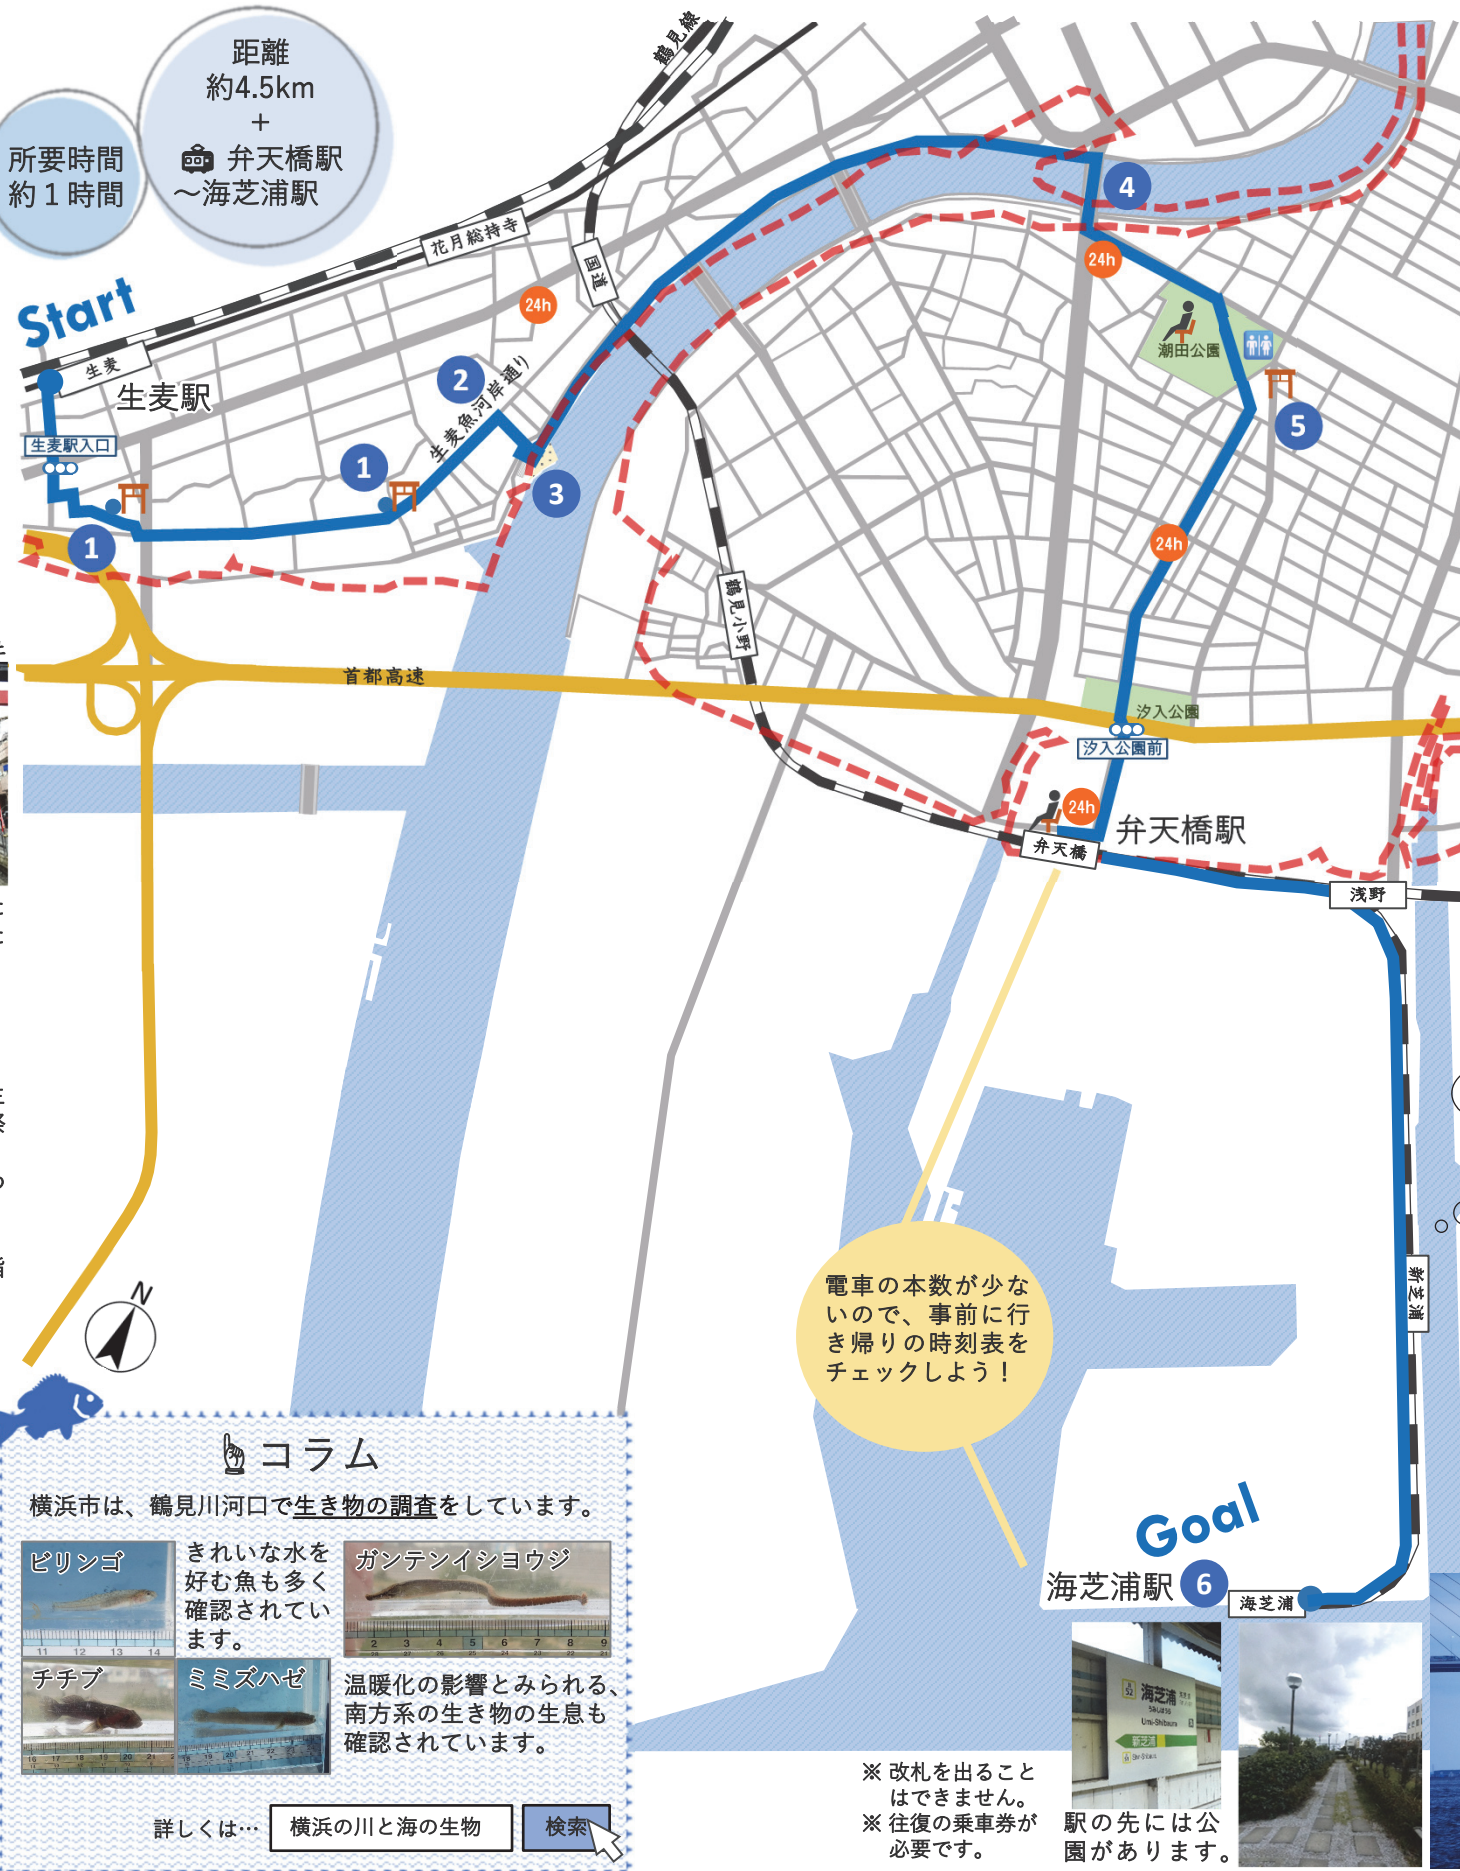 距離
約4.5km
+
弁天橋駅
～海芝浦駅
所要時間
約１時間
鶴見線
花月総持寺
国道
24h
Start
生麦
生麦駅
生麦駅入口
1
1
2
生麦魚河岸通り
3
4
24h
潮田公園
5
24h
鶴見小野
首都高速
汐入公園
汐入公園前
24h
弁天橋
弁天橋駅
浅野
新芝浦
N
電車の本数が少な
いので、事前に行
き帰りの時刻表を
チェックしよう！
Goal
海芝浦駅 6
海芝浦
コラム
横浜市は、鶴見川河口で生き物の調査をしています。
ビリンゴ
きれいな水を
好む魚も多く
確認されてい
ます。
ガンテンイショウジ
チチブ
ミミズハゼ
温暖化の影響とみられる、
南方系の生き物の生息も
確認されています。
詳しくは…
横浜の川と海の生物
検索
海芝浦
Umi-Shibaura
新芝浦
※ 改札を出ること
はできません。
※ 往復の乗車券が
必要です。
駅の先には公
園があります。